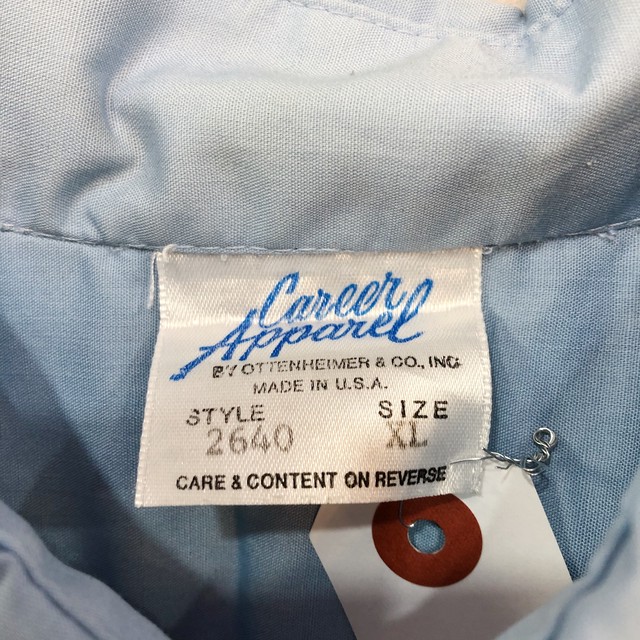 Career
Apparel
BY OTTENHEIMER & CO., INC.
MADE IN U.S.A.
STYLE SIZE
2640 XL
CARE & CONTENT ON REVERSE